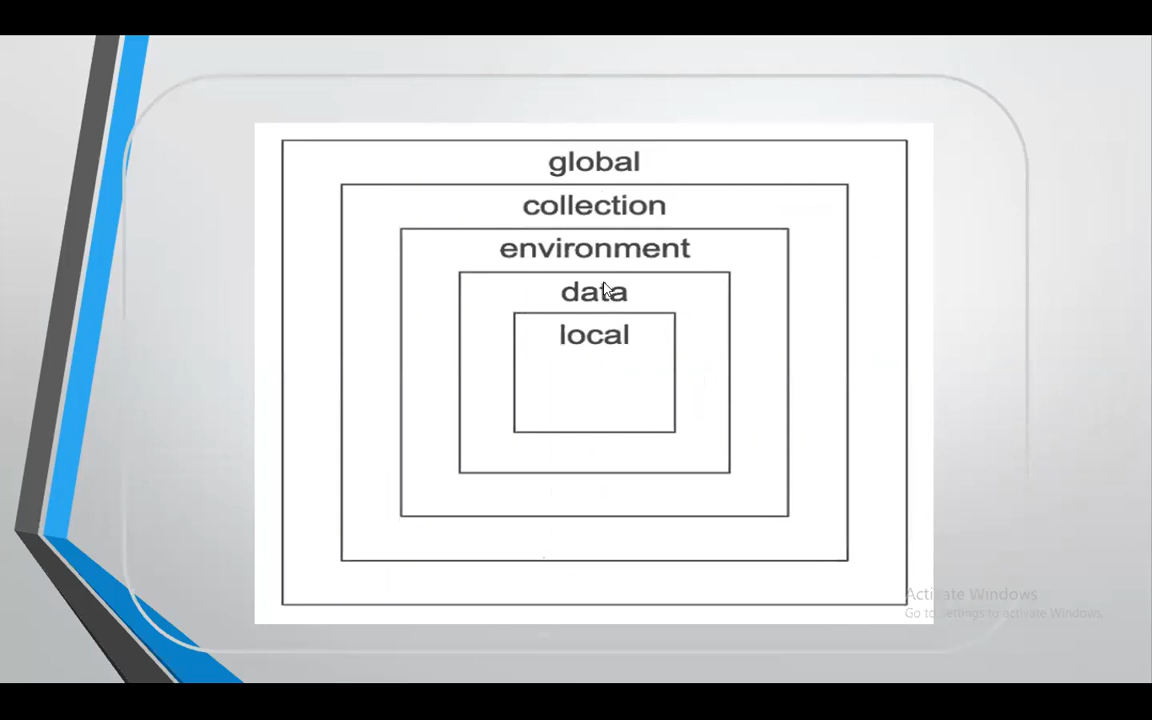 global
collection
environment
data
local
Activate Windows
Go to Settings to activate Windows.